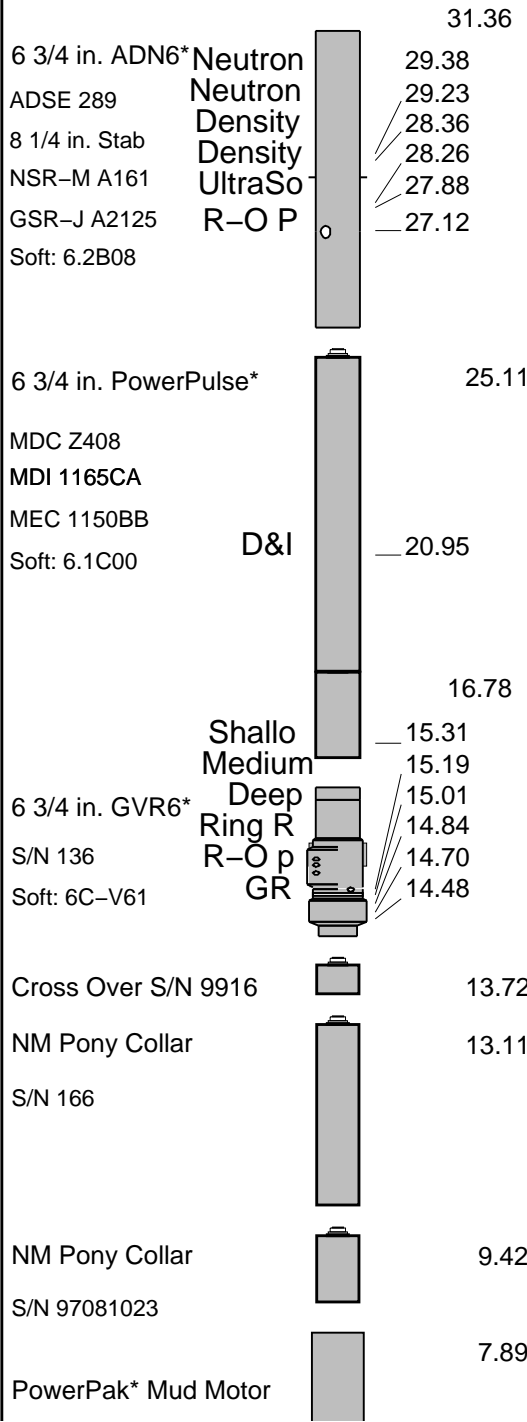 31.36
6 3/4 in. ADN6* Neutron 29.38
ADSE 289 Neutron 29.23
8 1/4 in. Stab Density 28.36
Density 28.26
NSR−M A161 UltraSo 27.88
GSR−J A2125 R−O P 27.12
Soft: 6.2B08
6 3/4 in. PowerPulse* 25.11
MDC Z408
MDI 1165CA
MEC 1150BB
Soft: 6.1C00 D&I 20.95
16.78
Shallo 15.31
Medium 15.19
6 3/4 in. GVR6* Deep 15.01
Ring R 14.84
S/N 136 R−O p 14.70
Soft: 6C−V61 GR 14.48
Cross Over S/N 9916 13.72
NM Pony Collar 13.11
S/N 166
NM Pony Collar 9.42
S/N 97081023
7.89
PowerPak* Mud Motor